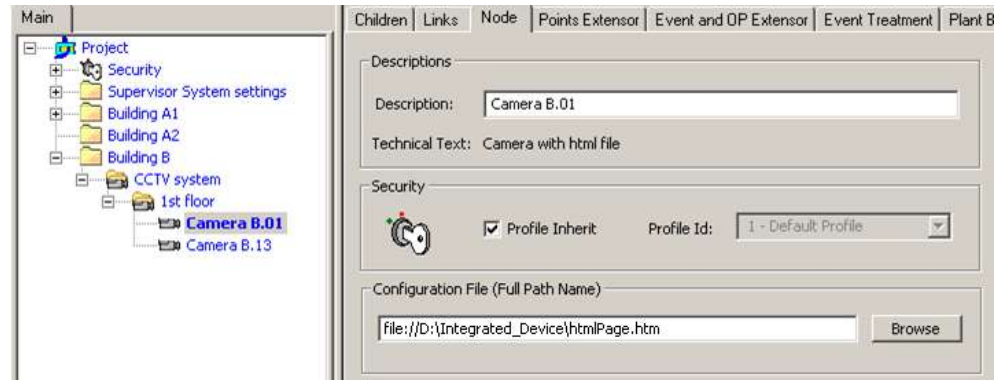 Main
Project
Security
Supervisor System settings
Building A1
Building A2
Building B
CCTV system
1st floor
Camera B.01
Camera B.13
Children Links Node Points Extensor Event and OP Extensor Event Treatment Plant B
Descriptions
Description: Camera B.01
Technical Text: Camera with html file
Security
Profile Inherit Profile Id: 1 - Default Profile
Configuration File (Full Path Name)
file://D:\Integrated_Device\htmlPage.htm Browse